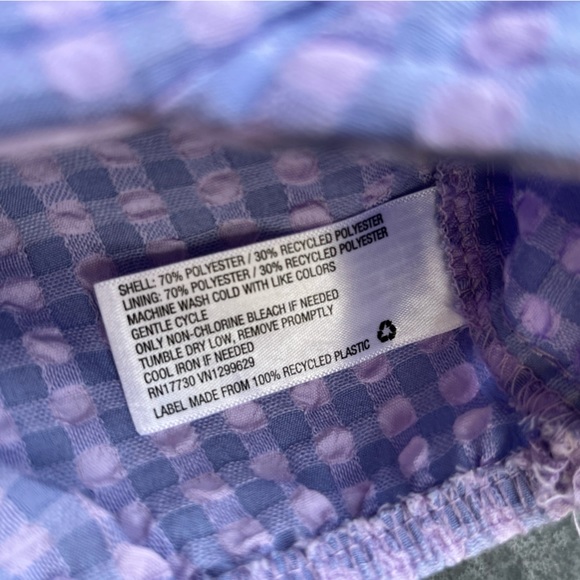 SHELL: 70% POLYESTER / 30% RECYCLED POLYESTER
LINING: 70% POLYESTER / 30% RECYCLED POLYESTER
MACHINE WASH COLD WITH LIKE COLORS
GENTLE CYCLE
ONLY NON-CHLORINE BLEACH IF NEEDED
TUMBLE DRY LOW, REMOVE PROMPTLY
COOL IRON IF NEEDED
RN17730 VN1299629
LABEL MADE FROM 100% RECYCLED PLASTIC